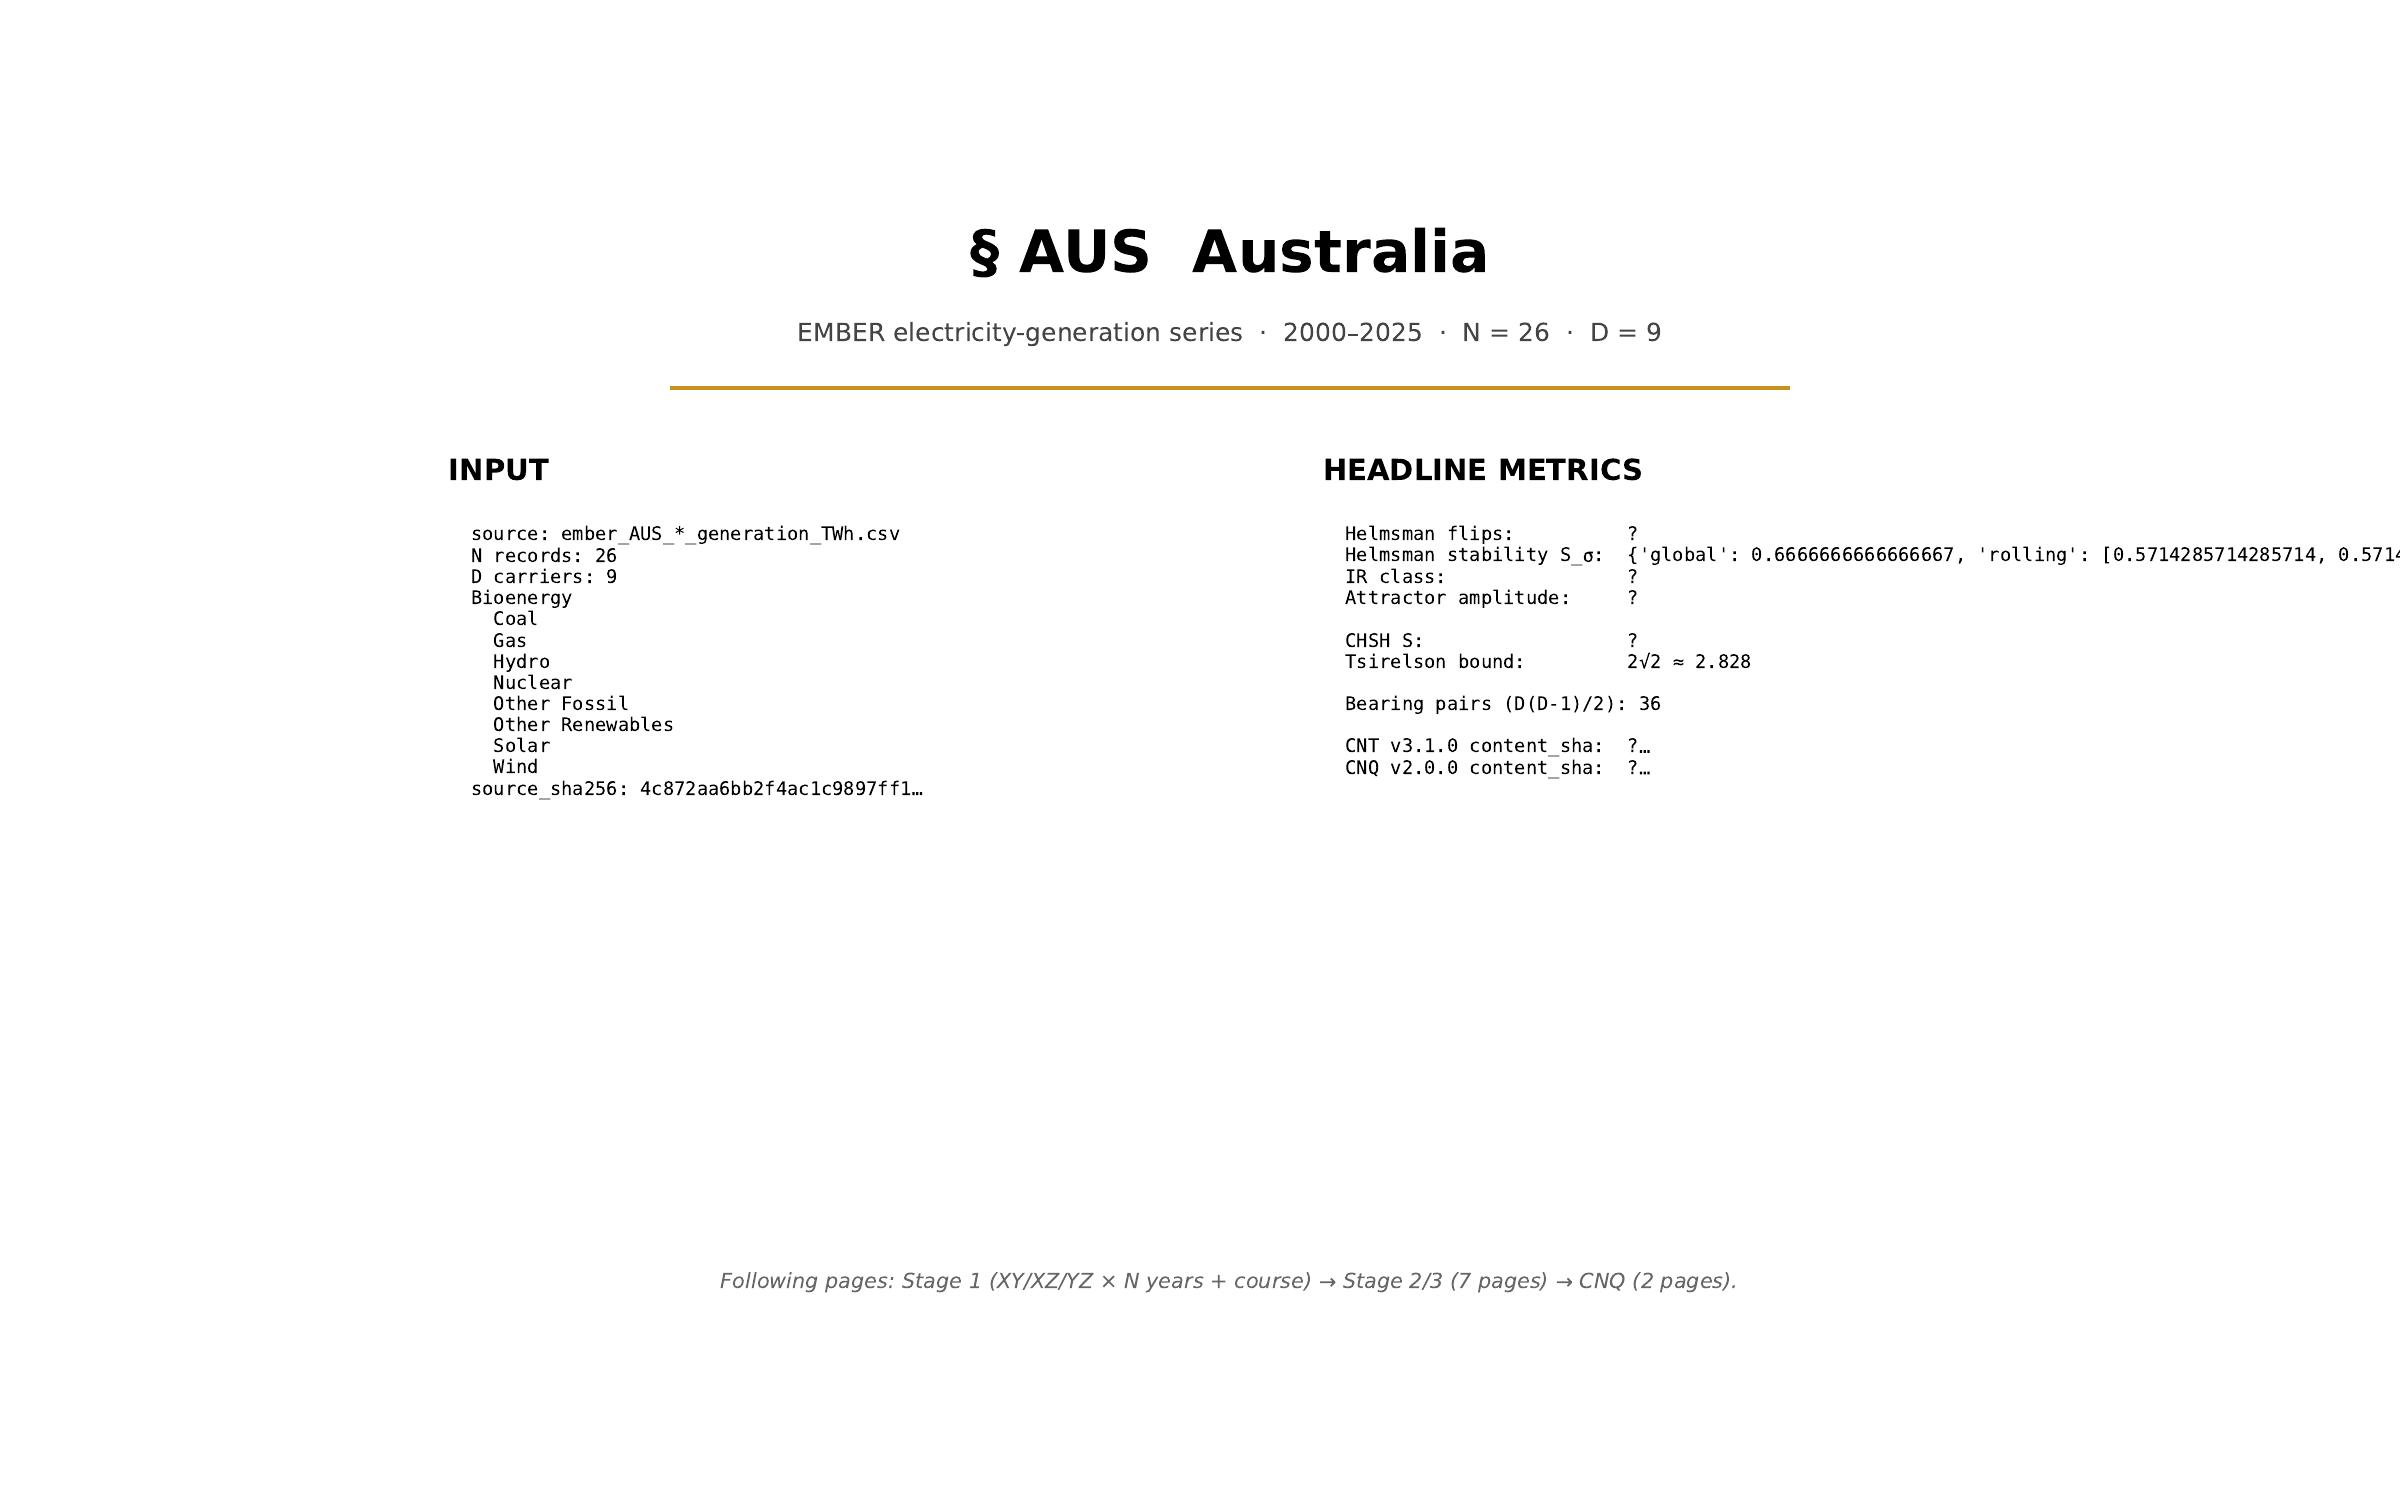 § AUS  Australia
EMBER electricity-generation series · 2000–2025 · N = 26 · D = 9
INPUT
source: ember_AUS_*_generation_TWh.csv
N records: 26
D carriers: 9
Bioenergy
Coal
Gas
Hydro
Nuclear
Other Fossil
Other Renewables
Solar
Wind
source_sha256: 4c872aa6bb2f4ac1c9897ff1…
HEADLINE METRICS
Helmsman flips: ?
Helmsman stability S_σ: {'global': 0.6666666666666667, 'rolling': [0.5714285714285714, 0.5714
IR class: ?
Attractor amplitude: ?
CHSH S: ?
Tsirelson bound: 2√2 ≈ 2.828
Bearing pairs (D(D-1)/2): 36
CNT v3.1.0 content_sha: ?…
CNQ v2.0.0 content_sha: ?…
Following pages: Stage 1 (XY/XZ/YZ × N years + course) → Stage 2/3 (7 pages) → CNQ (2 pages).